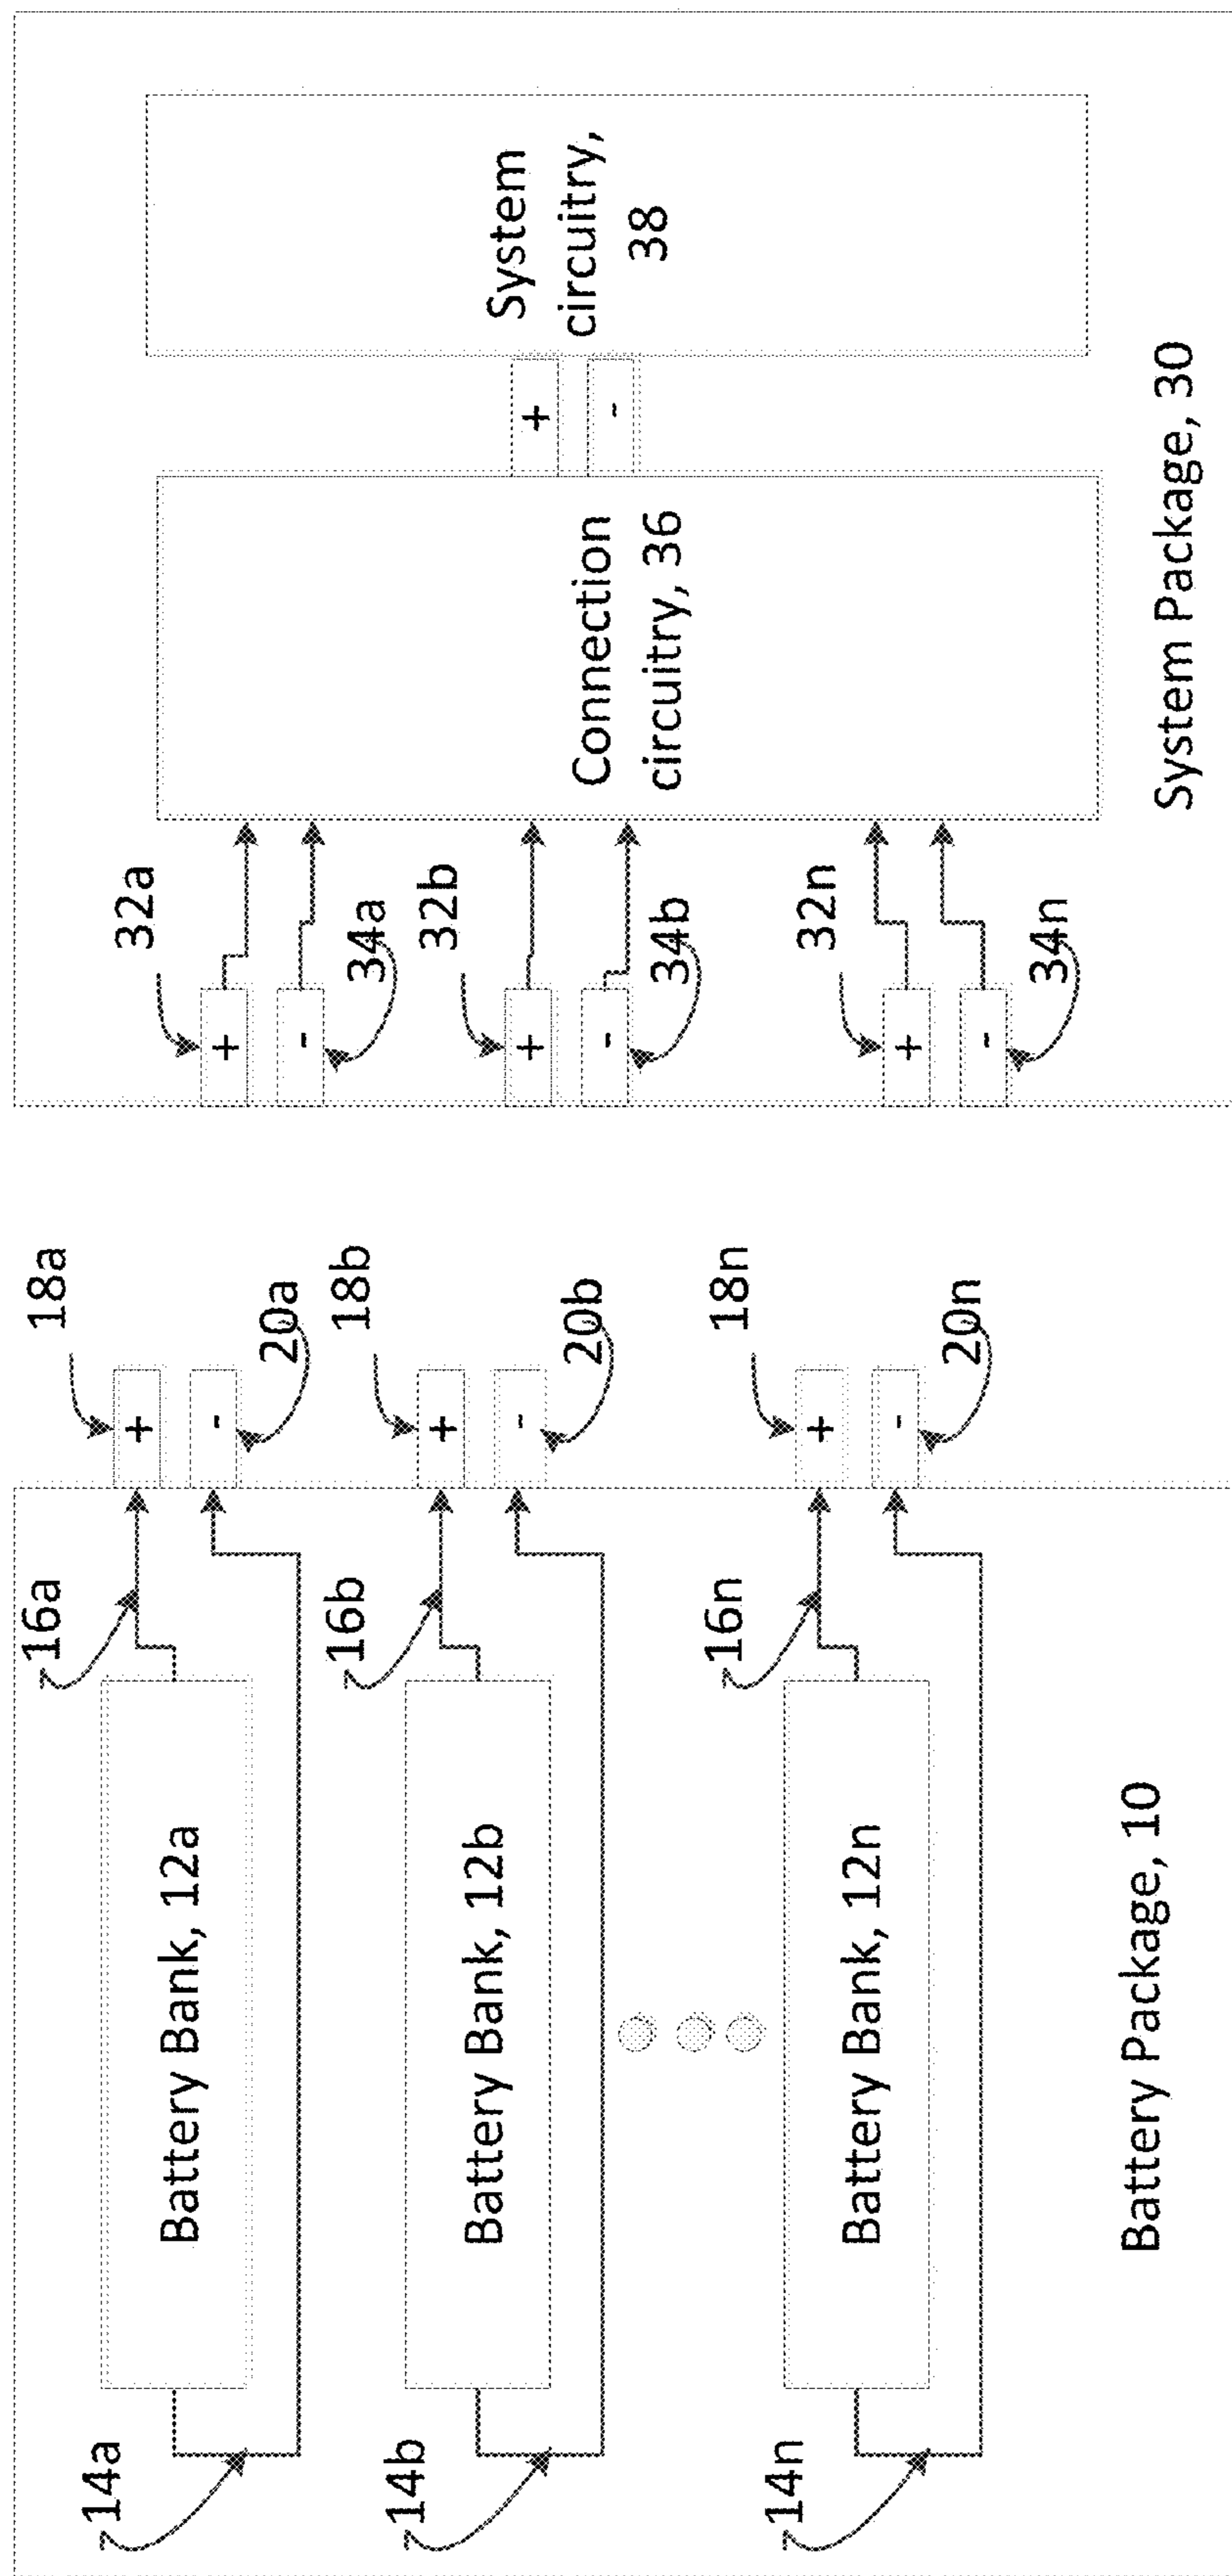 16a
18a
14a
Battery Bank, 12a
+
-
20a
16b
18b
14b
Battery Bank, 12b
+
-
20b
16n
18n
14n
Battery Bank, 12n
+
-
20n
Battery Package, 10
32a
+
-
34a
32b
+
-
34b
32n
+
-
34n
Connection
circuitry, 36
+
-
System
circuitry,
38
System Package, 30